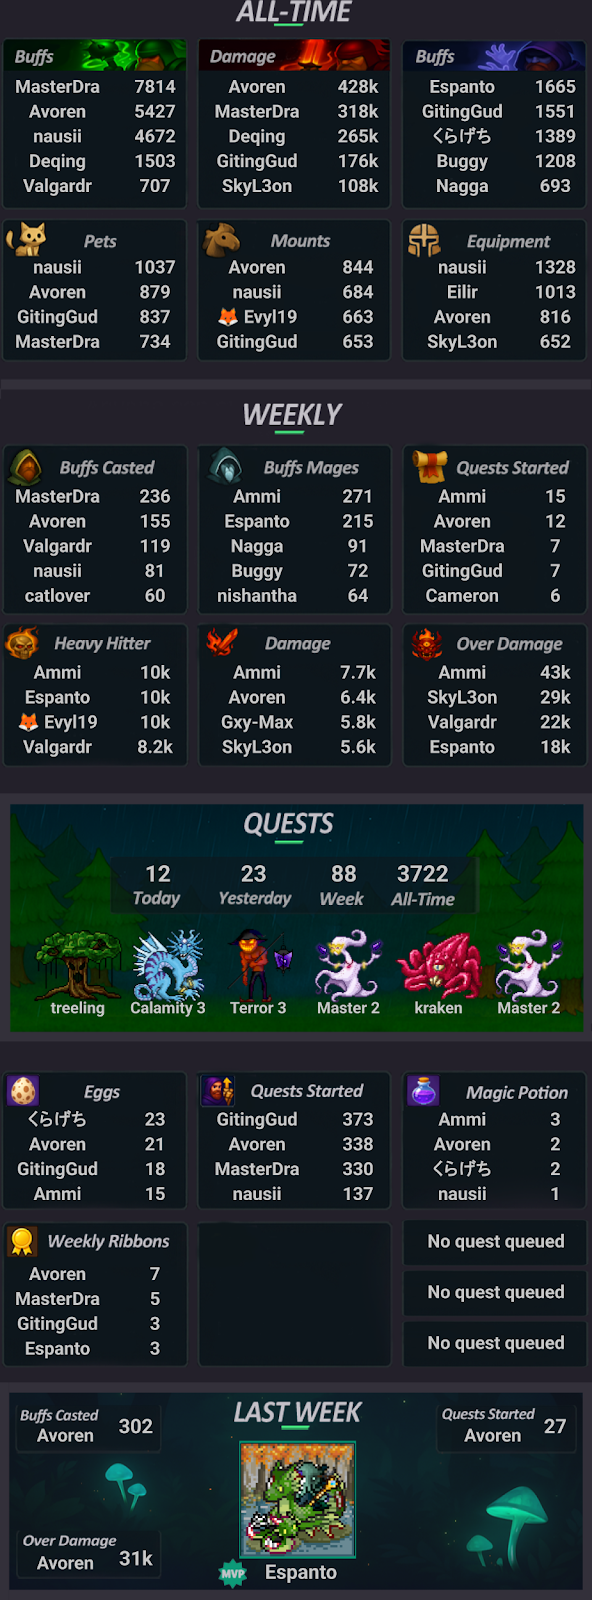 ALL-TIME
Buffs
MasterDra 7814
Avoren 5427
nausii 4672
Deqing 1503
Valgardr 707
Damage
Avoren 428k
MasterDra 318k
Deqing 265k
GitingGud 176k
SkyL3on 108k
Buffs
Espanto 1665
GitingGud 1551
くらげち 1389
Buggy 1208
Nagga 693
Pets
nausii 1037
Avoren 879
GitingGud 837
MasterDra 734
Mounts
Avoren 844
nausii 684
🦊 Evyl19 663
GitingGud 653
Equipment
nausii 1328
Eilir 1013
Avoren 816
SkyL3on 652
WEEKLY
Buffs Casted
MasterDra 236
Avoren 155
Valgardr 119
nausii 81
catlover 60
Buffs Mages
Ammi 271
Espanto 215
Nagga 91
Buggy 72
nishantha 64
Quests Started
Ammi 15
Avoren 12
MasterDra 7
GitingGud 7
Cameron 6
Heavy Hitter
Ammi 10k
Espanto 10k
🦊 Evyl19 10k
Valgardr 8.2k
Damage
Ammi 7.7k
Avoren 6.4k
Gxy-Max 5.8k
SkyL3on 5.6k
Over Damage
Ammi 43k
SkyL3on 29k
Valgardr 22k
Espanto 18k
QUESTS
12 23 88 3722
Today Yesterday Week All-Time
treeling Calamity 3 Terror 3 Master 2 kraken Master 2
Eggs
くらげち 23
Avoren 21
GitingGud 18
Ammi 15
Quests Started
GitingGud 373
Avoren 338
MasterDra 330
nausii 137
Magic Potion
Ammi 3
Avoren 2
くらげち 2
nausii 1
Weekly Ribbons
Avoren 7
MasterDra 5
GitingGud 3
Espanto 3
No quest queued
No quest queued
No quest queued
LAST WEEK
Buffs Casted
Avoren 302
Quests Started
Avoren 27
Over Damage
Avoren 31k
MVP Espanto